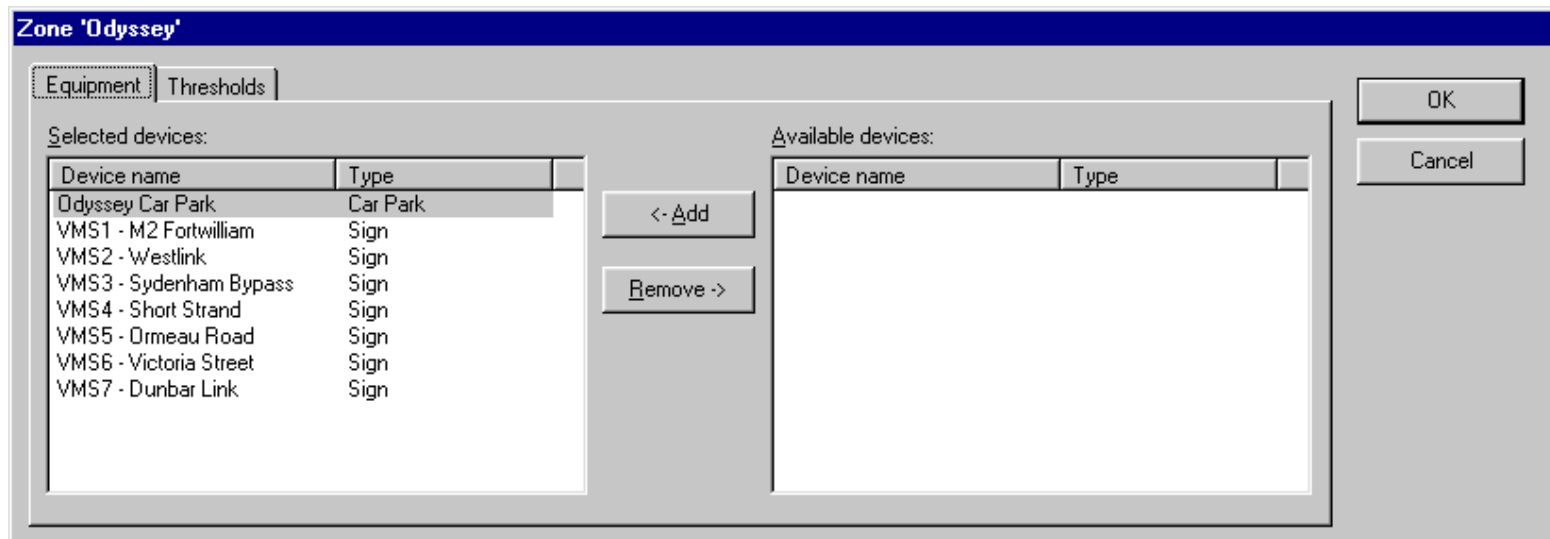 Zone 'Odyssey'
Equipment Thresholds
OK
Cancel
Selected devices:
Device name Type
Odyssey Car Park Car Park
VMS1 - M2 Fortwilliam Sign
VMS2 - Westlink Sign
VMS3 - Sydenham Bypass Sign
VMS4 - Short Strand Sign
VMS5 - Ormeau Road Sign
VMS6 - Victoria Street Sign
VMS7 - Dunbar Link Sign
<- Add
Remove ->
Available devices:
Device name Type